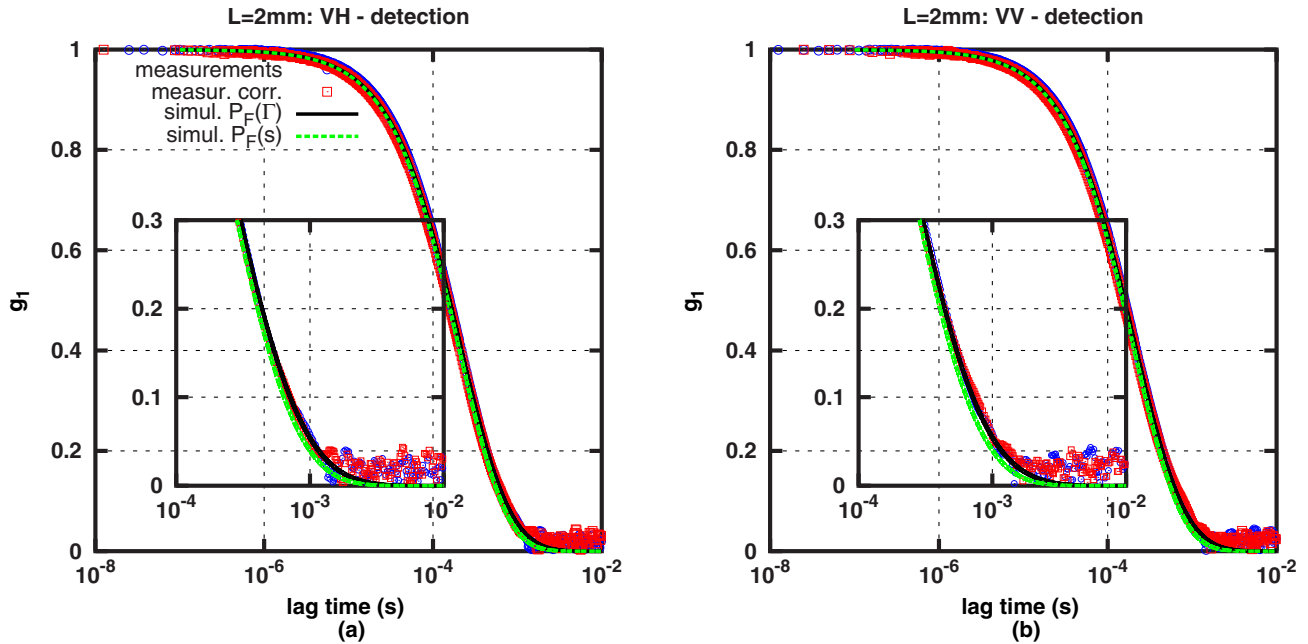 L=2mm: VH - detection
1
0.8
0.6
0.4
0.2
0
g1
measurements
measur. corr.
simul. P_F(Γ)
simul. P_F(s)
0.3
0.2
0.1
0
10^-4
10^-3
10^-2
10^-8
10^-6
10^-4
10^-2
lag time (s)
(a)
L=2mm: VV - detection
1
0.8
0.6
0.4
0.2
0
g1
0.3
0.2
0.1
0
10^-4
10^-3
10^-2
10^-8
10^-6
10^-4
10^-2
lag time (s)
(b)